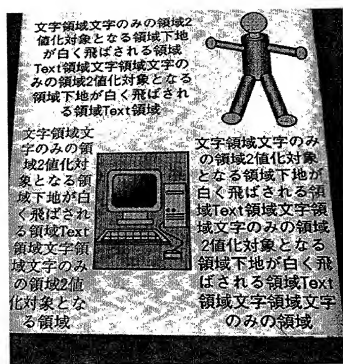 文字領域文字のみの領域2
値化対象となる領域下地
が白く飛ばされる領域
Text領域文字領域文字の
みの領域2値化対象となる
領域下地が白く飛ばされ
る領域Text領域
文字領域文
字のみの領
域2値化対
象となる領
域下地が白
く飛ばされ
る領域Text
領域文字領
域文字のみ
の領域2値
化対象とな
る領域
文字領域文字のみ
の領域2値化対象
となる領域下地が
白く飛ばされる領
域Text領域文字領
域文字のみの領域
2値化対象となる
領域下地が白く飛
ばされる領域Text
領域文字領域文字
のみの領域